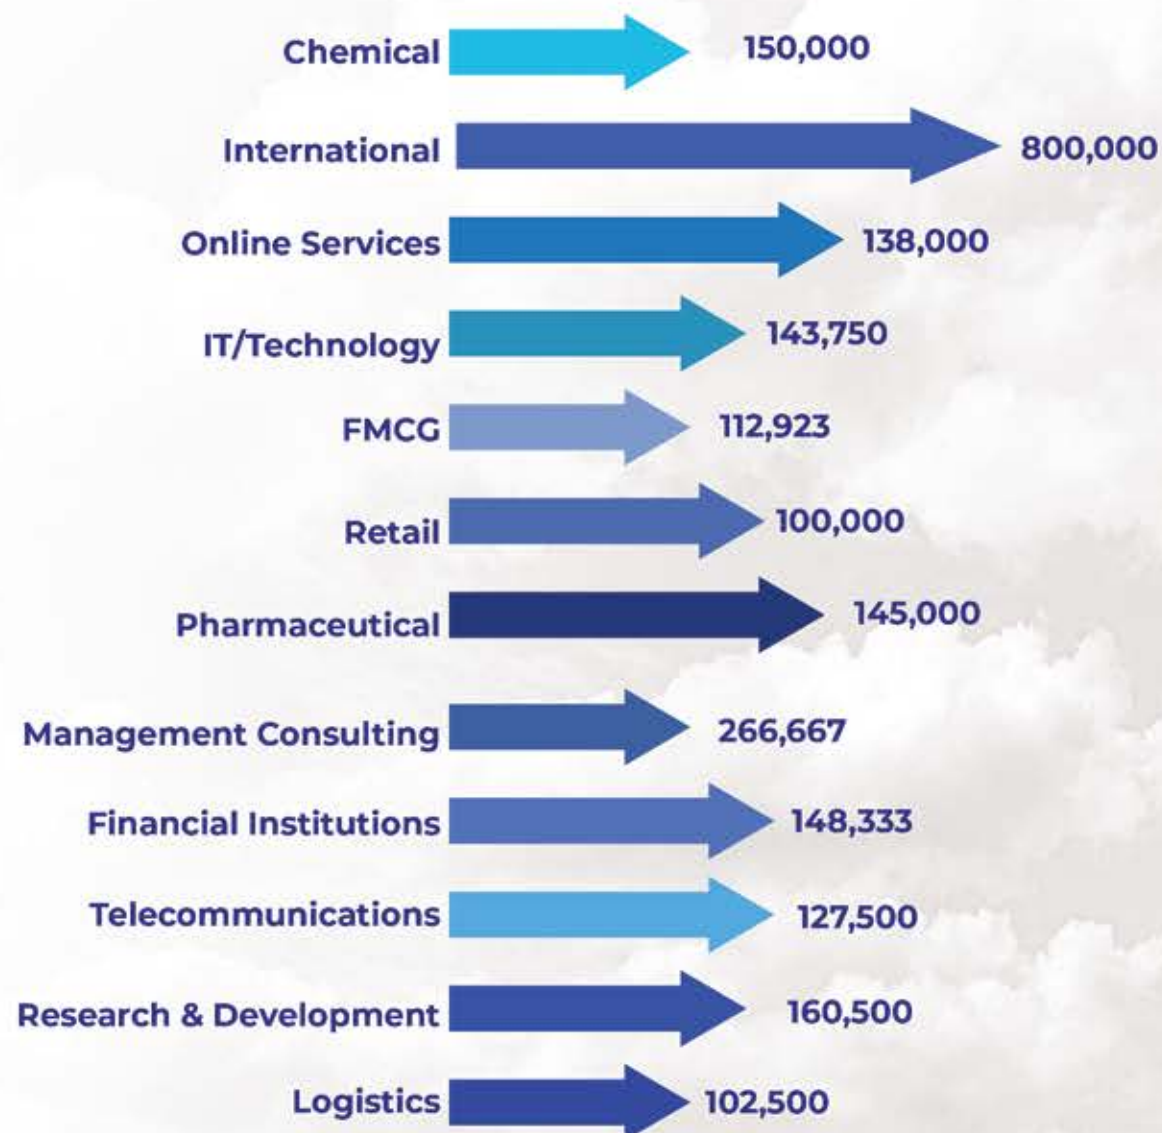 Chemical 150,000
International 800,000
Online Services 138,000
IT/Technology 143,750
FMCG 112,923
Retail 100,000
Pharmaceutical 145,000
Management Consulting 266,667
Financial Institutions 148,333
Telecommunications 127,500
Research & Development 160,500
Logistics 102,500